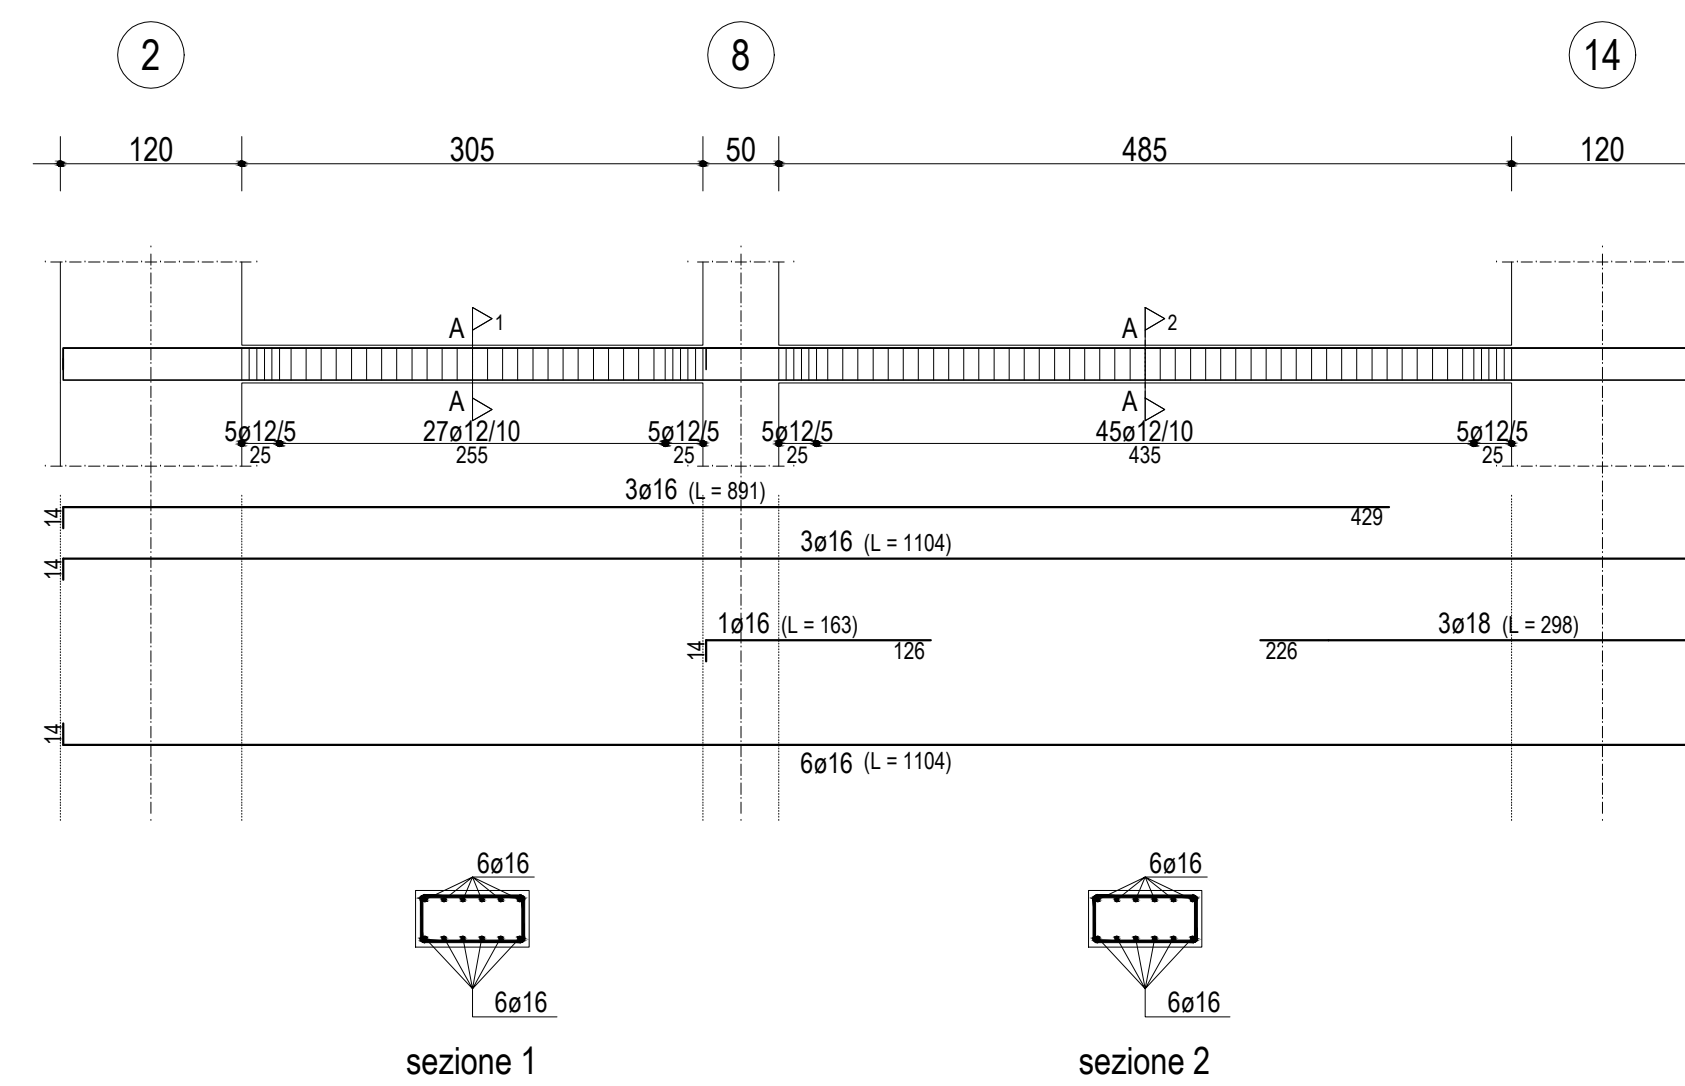 2 8 14
120 305 50 485 120
A 1 A 2
A A
5ø12/5 27ø12/10 5ø12/5 5ø12/5 45ø12/10 5ø12/5
25 255 25 25 435 25
3ø16 (L = 891)
14 429
3ø16 (L = 1104)
14
1ø16 (L = 163) 3ø18 (L = 298)
14 126 226
14
6ø16 (L = 1104)
6ø16 6ø16
6ø16 6ø16
sezione 1 sezione 2